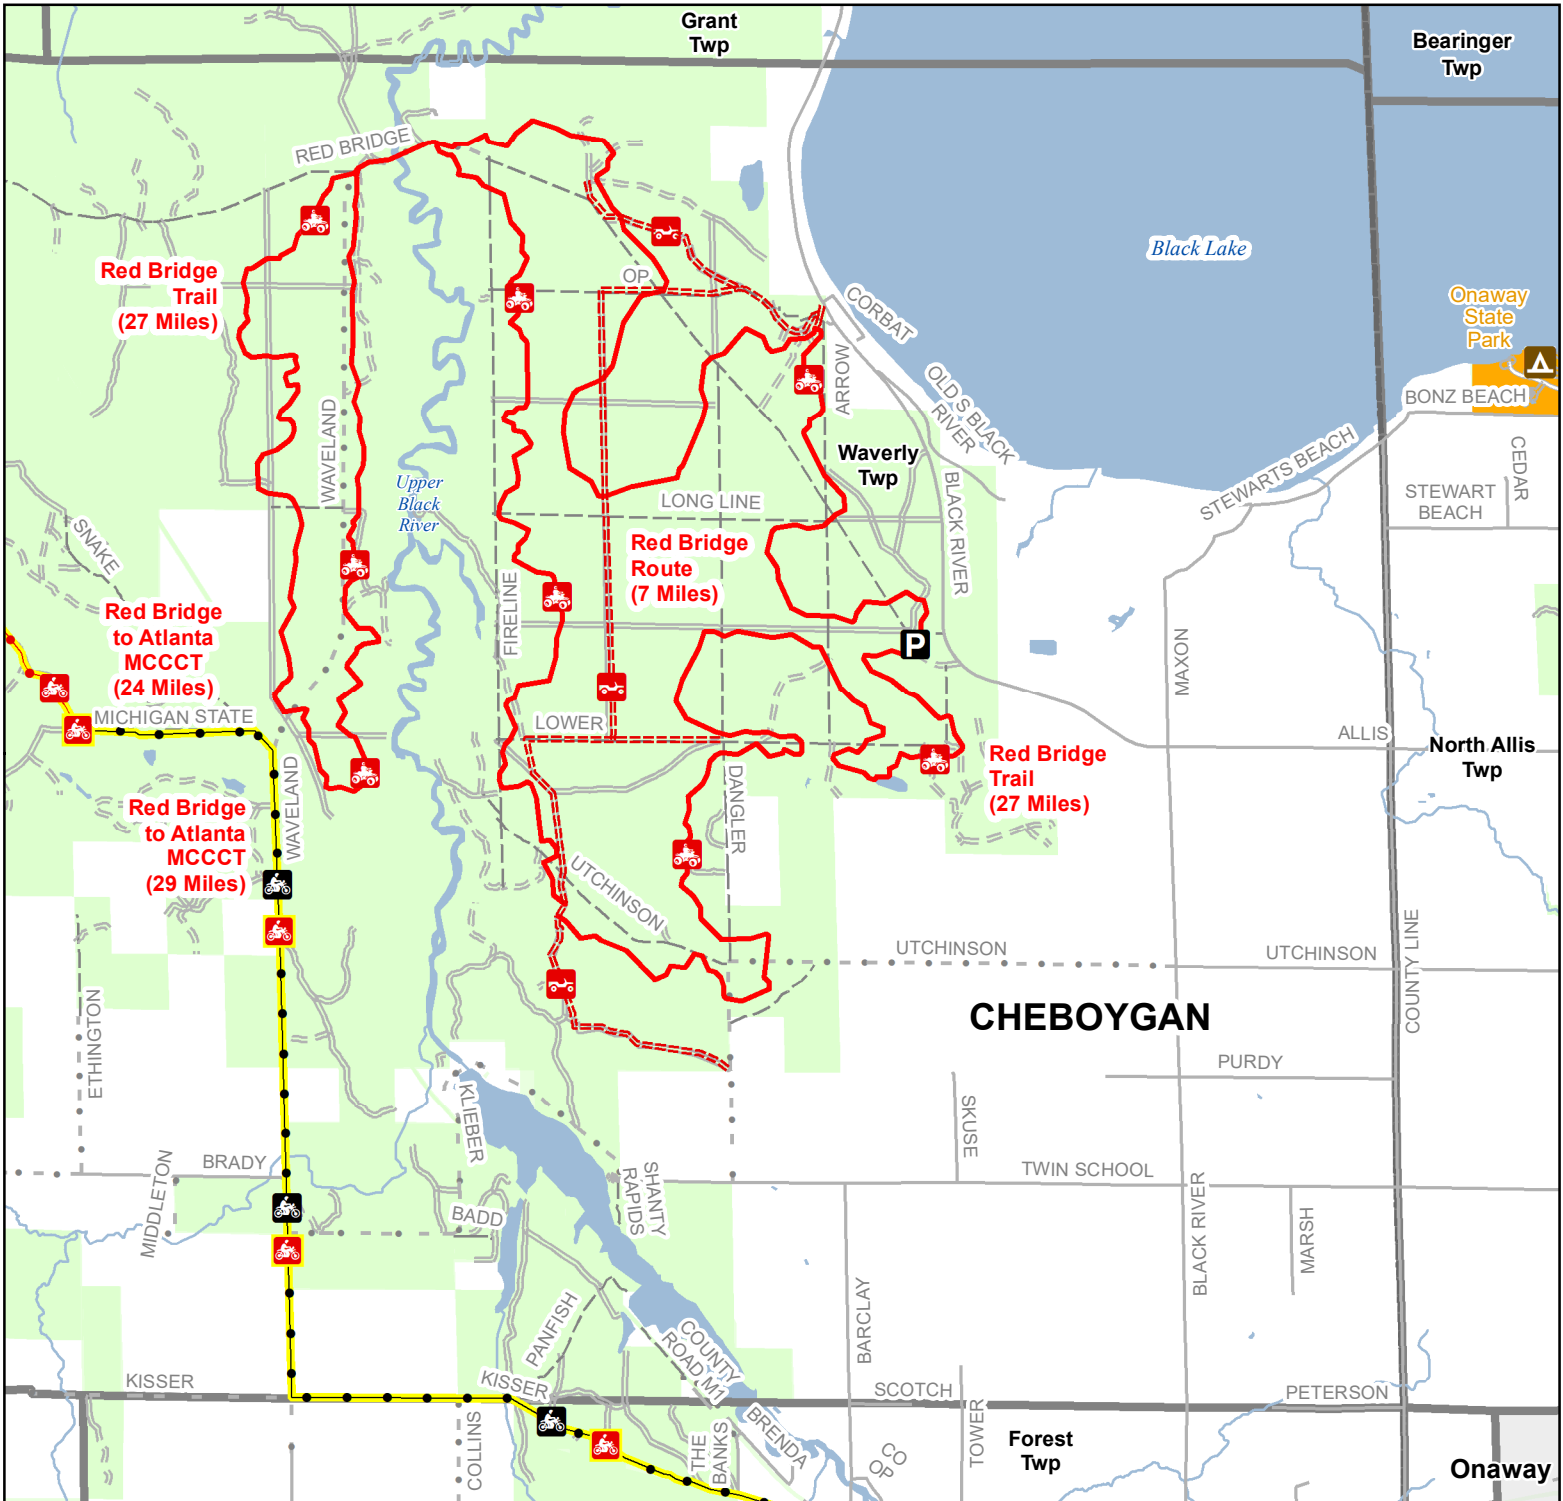 Grant
Twp
Bearinger
Twp
RED BRIDGE
Black Lake
Red Bridge
Trail
(27 Miles)
OP
CORBAT
Onaway
State
Park
ARROW
OLD S BLACK
RIVER
BONZ BEACH
WAVELAND
Waverly
Twp
STEWARTS BEACH
CEDAR
Upper
Black
River
LONG LINE
BLACK RIVER
STEWART
BEACH
SNAKE
Red Bridge
Route
(7 Miles)
FIRELINE
Red Bridge
to Atlanta
MCCCT
(24 Miles)
P
MAXON
MICHIGAN STATE
LOWER
ALLIS
North Allis
Twp
Red Bridge
Trail
(27 Miles)
WAVELAND
DANGLER
Red Bridge
to Atlanta
MCCCT
(29 Miles)
UTCHINSON
UTCHINSON
UTCHINSON
COUNTY LINE
CHEBOYGAN
ETHINGTON
PURDY
KLIEBER
SKUSE
BRADY
MIDDLETON
SHANTY
RAPIDS
TWIN SCHOOL
BADD
BLACK RIVER
MARSH
PANFISH
COUNTY
ROAD M1
BARCLAY
KISSER
KISSER
SCOTCH
PETERSON
COLLINS
THE
BANKS
BRENDA
CO
OP
TOWER
Forest
Twp
Onaway